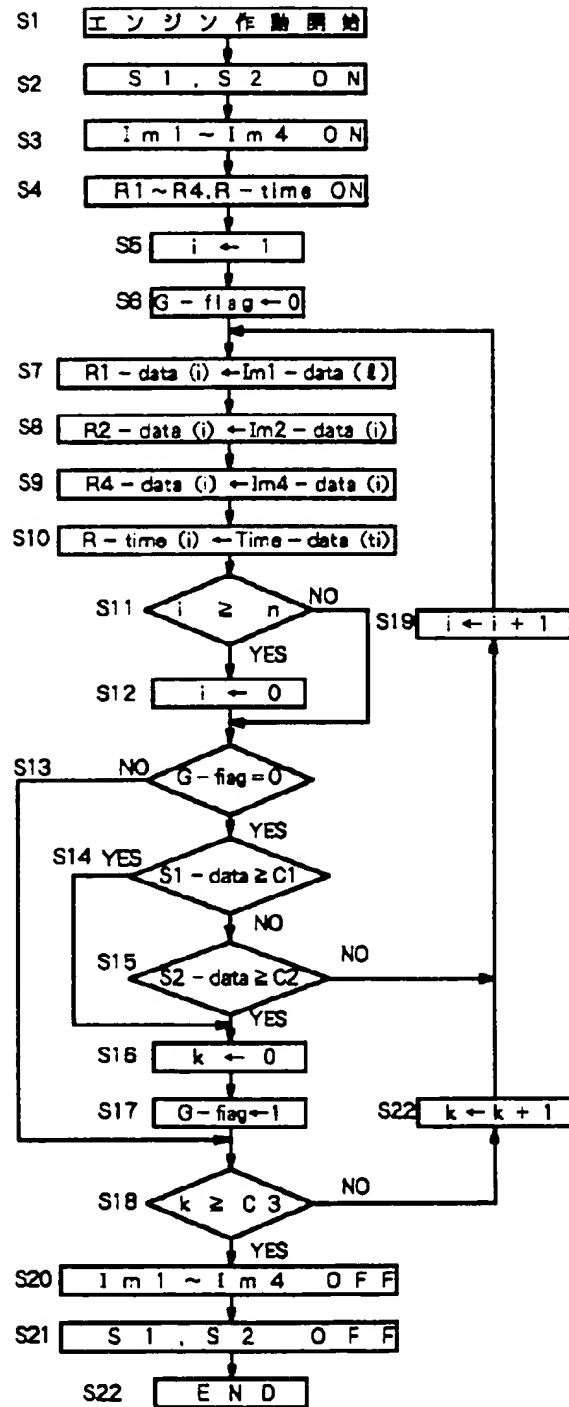 S1 エンジン作動開始
S2 S1.S2 ON
S3 Im1~Im4 ON
S4 R1~R4.R-time ON
S5 i ← 1
S6 G-flag←0
S7 R1-data (i) ←Im1-data (ℓ)
S8 R2-data (i) ←Im2-data (i)
S9 R4-data (i) ←Im4-data (i)
S10 R-time (i) ←Time-data (ti)
S11 i ≧ n NO
S19 i ← i + 1
YES
S12 i ← 0
S13 NO G-flag=0
YES
S14 YES S1-data≧C1
NO
S15 S2-data≧C2 NO
YES
S16 k ← 0
S17 G-flag←1
S22 k ← k + 1
S18 k ≧ C3 NO
YES
S20 Im1~Im4 OFF
S21 S1.S2 OFF
S22 END